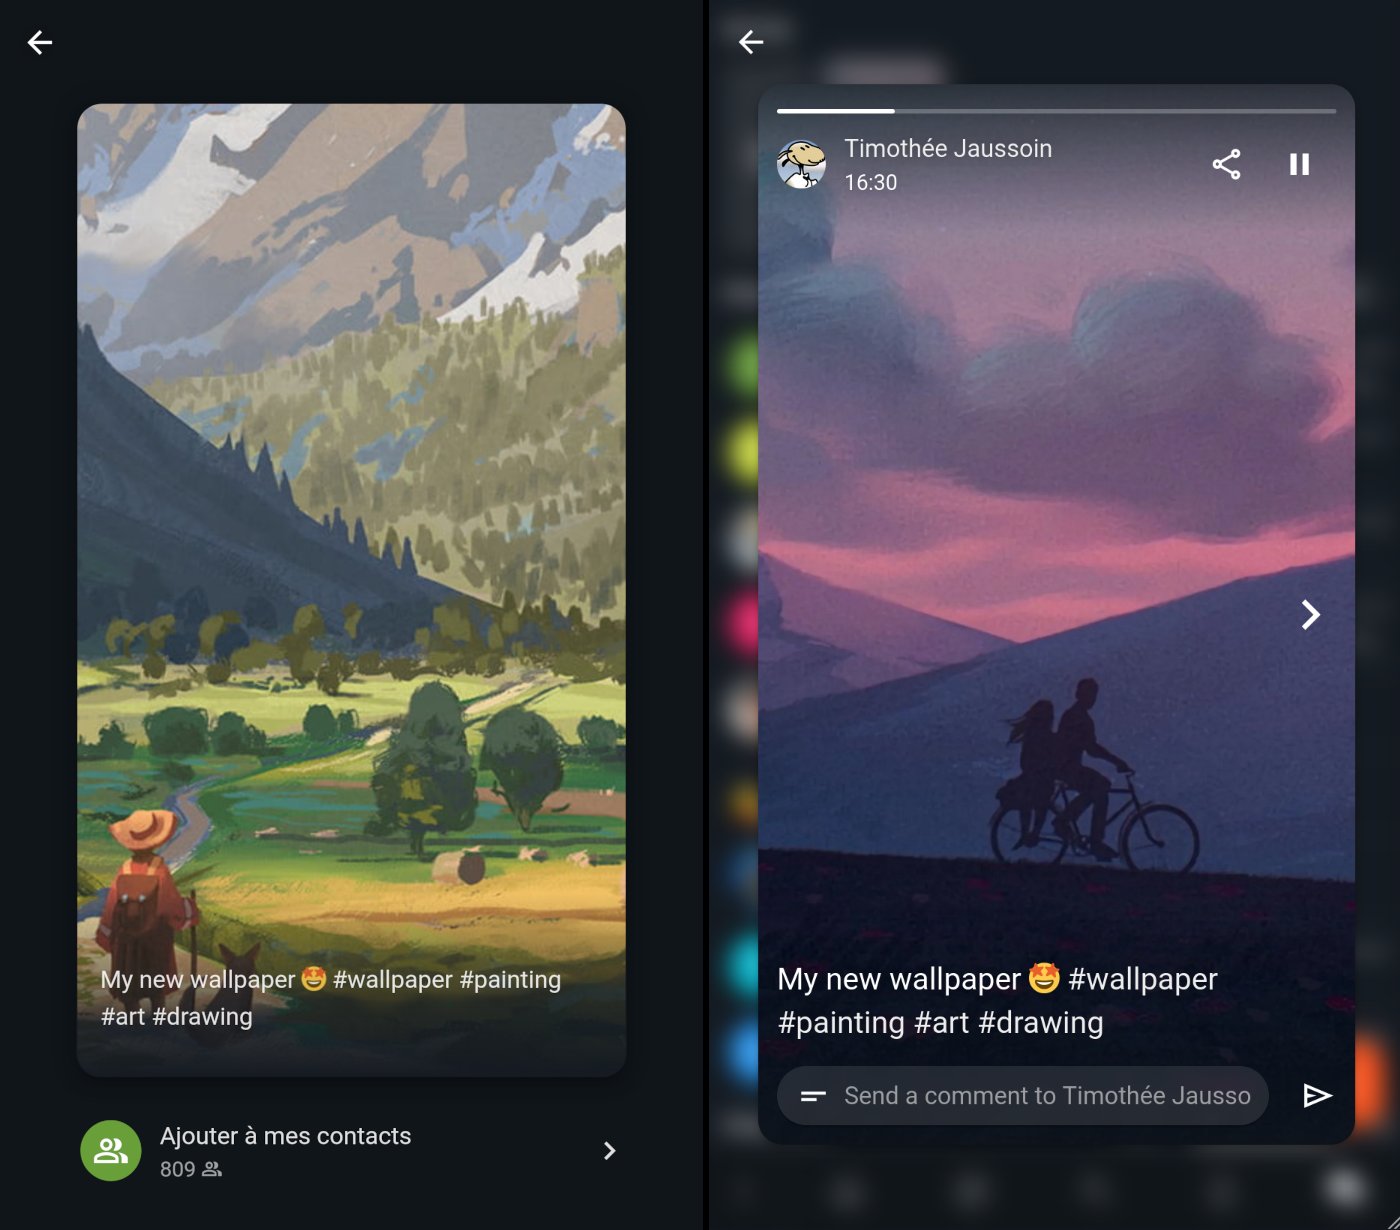 My new wallpaper 🤩 #wallpaper #painting
#art #drawing
Ajouter à mes contacts
809
Timothée Jaussoin
16:30
My new wallpaper 🤩 #wallpaper
#painting #art #drawing
Send a comment to Timothée Jausso